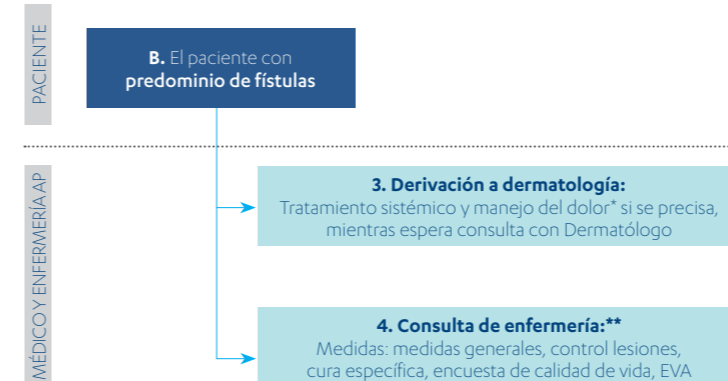 PACIENTE
B. El paciente con
predominio de fístulas
MÉDICO Y ENFERMERÍA AP
3. Derivación a dermatología:
Tratamiento sistémico y manejo del dolor* si se precisa,
mientras espera consulta con Dermatólogo
4. Consulta de enfermería:**
Medidas: medidas generales, control lesiones,
cura específica, encuesta de calidad de vida, EVA